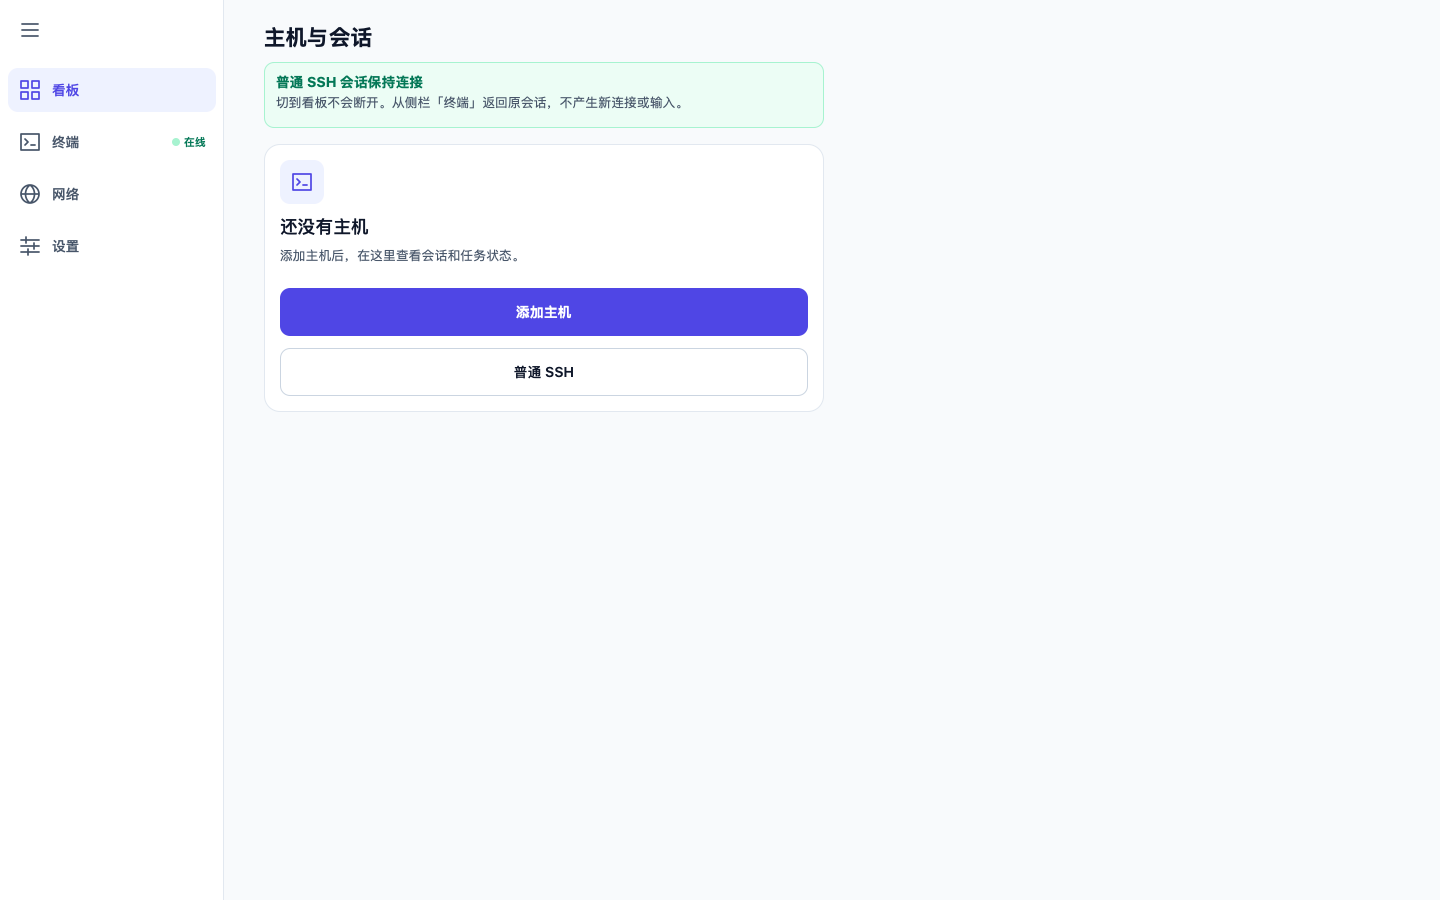 看板
终端
在线
网络
设置
主机与会话
普通 SSH 会话保持连接
切到看板不会断开。从侧栏「终端」返回原会话，不产生新连接或输入。
还没有主机
添加主机后，在这里查看会话和任务状态。
添加主机
普通 SSH